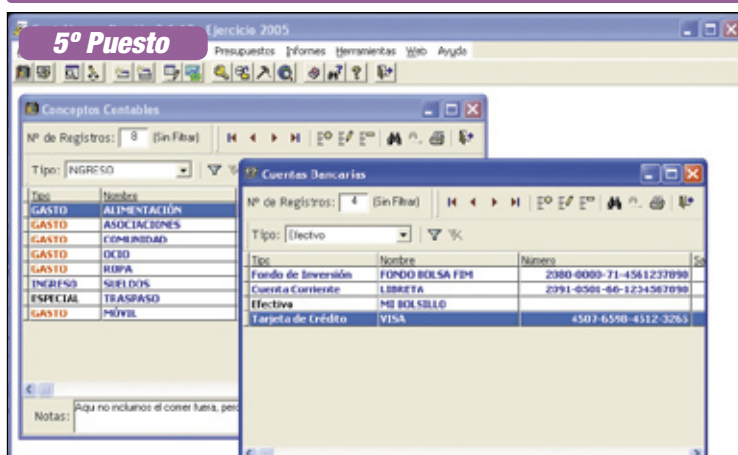 5º Puesto
Ejercicio 2005
Presupuestos Informes Herramientas Web Ayuda
Conceptos Contables
Nº de Registros: 8 (Sin Filtrar)
Tipo: INGRESO
Tipo Nombre
GASTO ALIMENTACIÓN
GASTO ASOCIACIONES
GASTO COMUNIDAD
GASTO OCIO
GASTO ROPA
INGRESO SUELDOS
ESPECIAL TRASPASO
GASTO MÓVIL
Notas: Aqui no incluimos el comer fuera,
Cuentas Bancarias
Nº de Registros: 4 (Sin Filtrar)
Tipo: Efectivo
Tipo Nombre Número
Fondo de Inversión FONDO BOLSA FIM 2080-0000-71-4561237890
Cuenta Corriente LIBRETA 2091-0501-66-1234567890
Efectivo MI BOLSILLO
Tarjeta de Crédito VISA 4507-6598-4512-3265